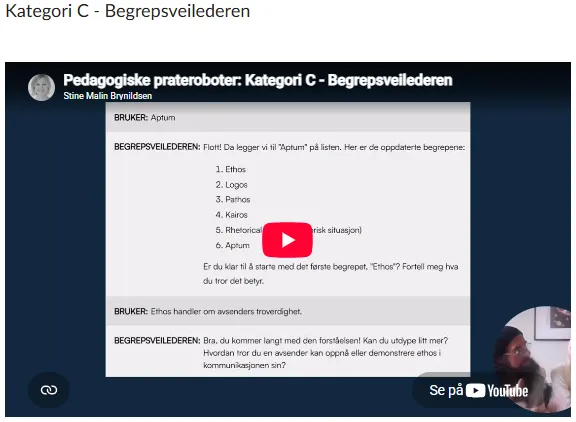 Kategori C - Begrepsveilederen
Pedagogiske prateroboter: Kategori C - Begrepsveilederen
Stine Malin Brynildsen
BRUKER: Aptum
BEGREPSVEILEDEREN: Flott! Da legger vi til "Aptum" på listen. Her er de oppdaterte begrepene:
1. Ethos
2. Logos
3. Pathos
4. Kairos
5. Rhetorical risk situasjon)
6. Aptum
Er du klar til å starte med det første begrepet, "Ethos"? Fortell meg hva
du tror det betyr.
BRUKER: Ethos handler om avsenders troverdighet.
BEGREPSVEILEDEREN: Bra, du kommer langt med den forståelsen! Kan du utdype litt mer?
Hvordan tror du en avsender kan oppnå eller demonstrere ethos i
kommunikasjonen sin?
Se på YouTube